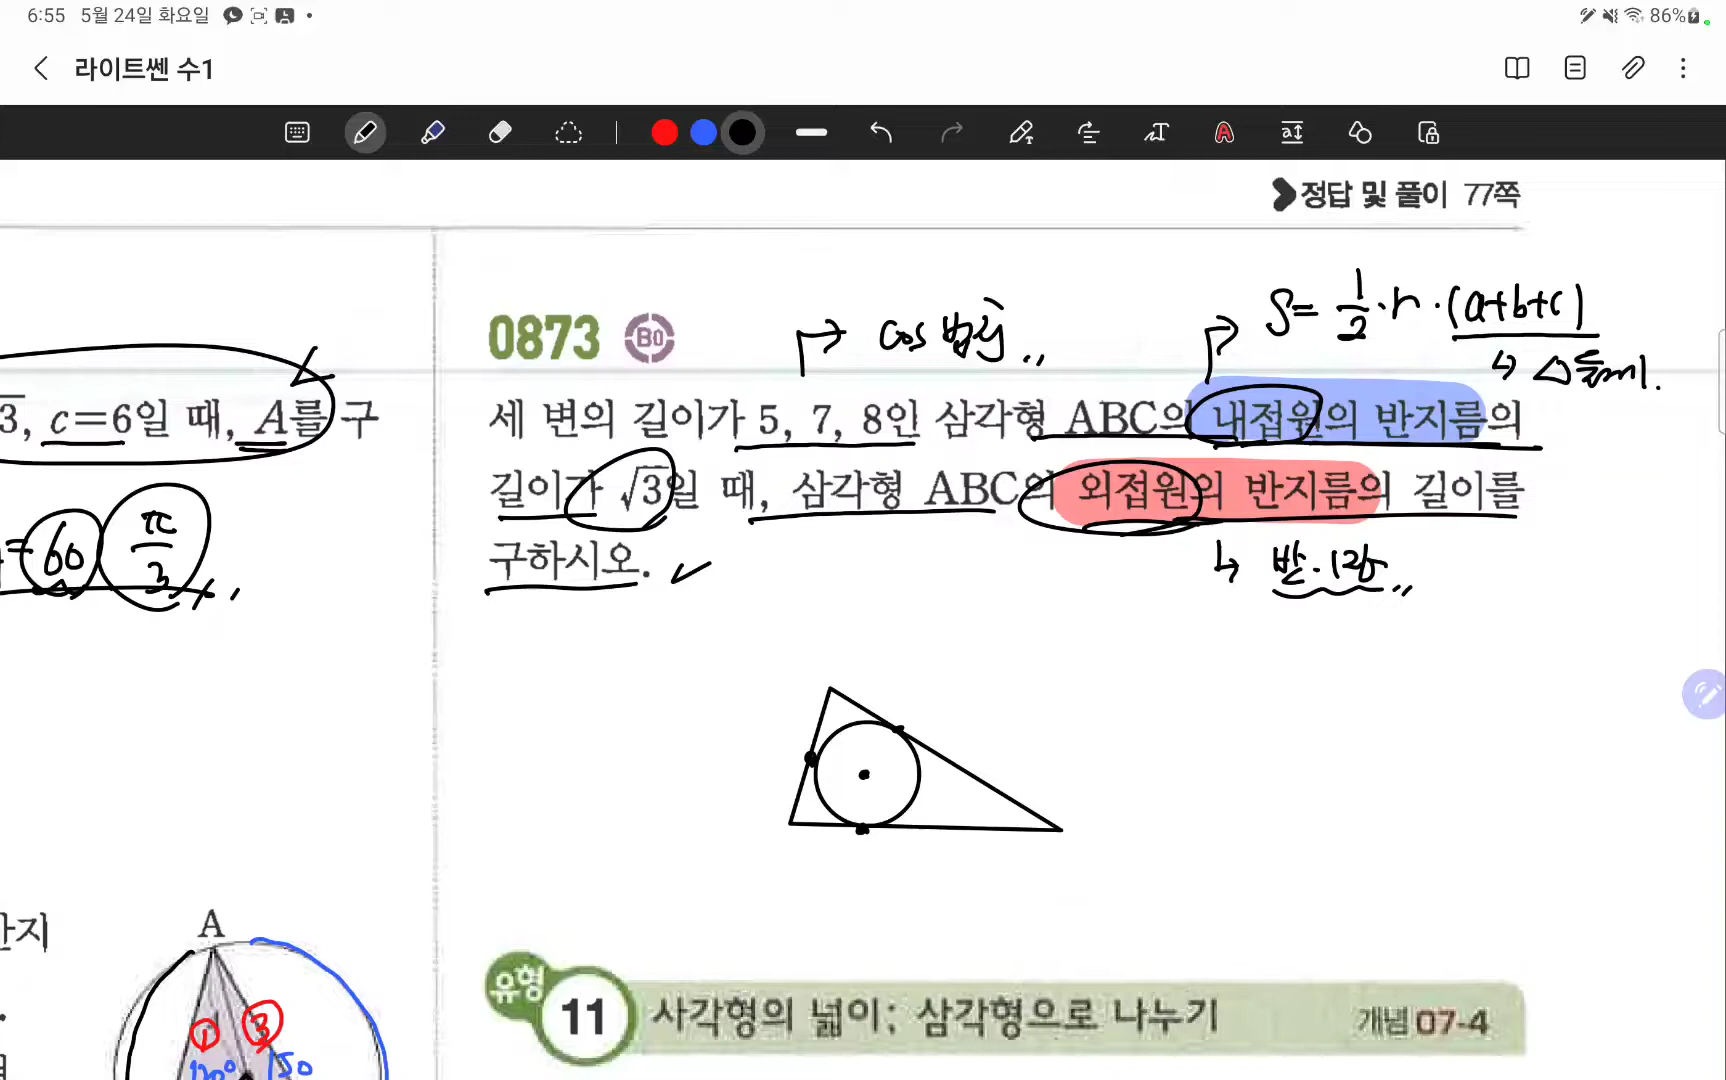 6:55 5월 24일 화요일 86%
라이트쎈 수1
정답 및 풀이 77쪽
√3, c=6일 때, A를 구
=60 π/3
반지
A
① ③
120° 150
0873 BO
cos 법칙
S= 1/2 · r · (a+b+c)
↳ △둘레.
세 변의 길이가 5, 7, 8인 삼각형 ABC의 내접원의 반지름의
길이가 √3일 때, 삼각형 ABC의 외접원의 반지름의 길이를
구하시오.
유형 11 사각형의 넓이; 삼각형으로 나누기 개념 07-4